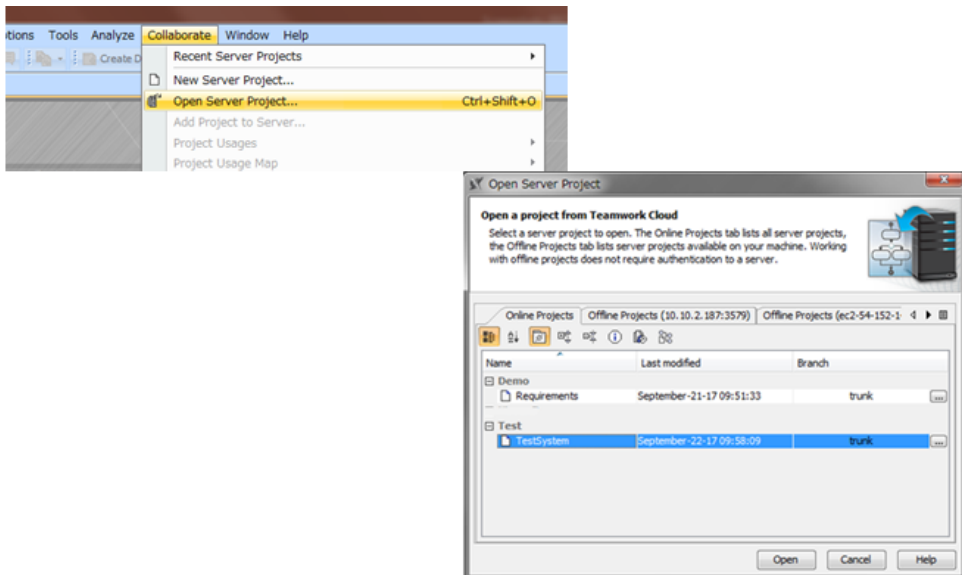 Tools Analyze Collaborate Window Help
Create D
Recent Server Projects
New Server Project...
Open Server Project... Ctrl+Shift+O
Add Project to Server...
Project Usages
Project Usage Map
Open Server Project
Open a project from Teamwork Cloud
Select a server project to open. The Online Projects tab lists all server projects,
the Offline Projects tab lists server projects available on your machine. Working
with offline projects does not require authentication to a server.
Online Projects Offline Projects (10.10.2.187:3579) Offline Projects (ec2-54-152-1
Name Last modified Branch
Demo
Requirements September-21-17 09:51:33 trunk ...
Test
TestSystem September-22-17 09:58:09 trunk ...
Open Cancel Help